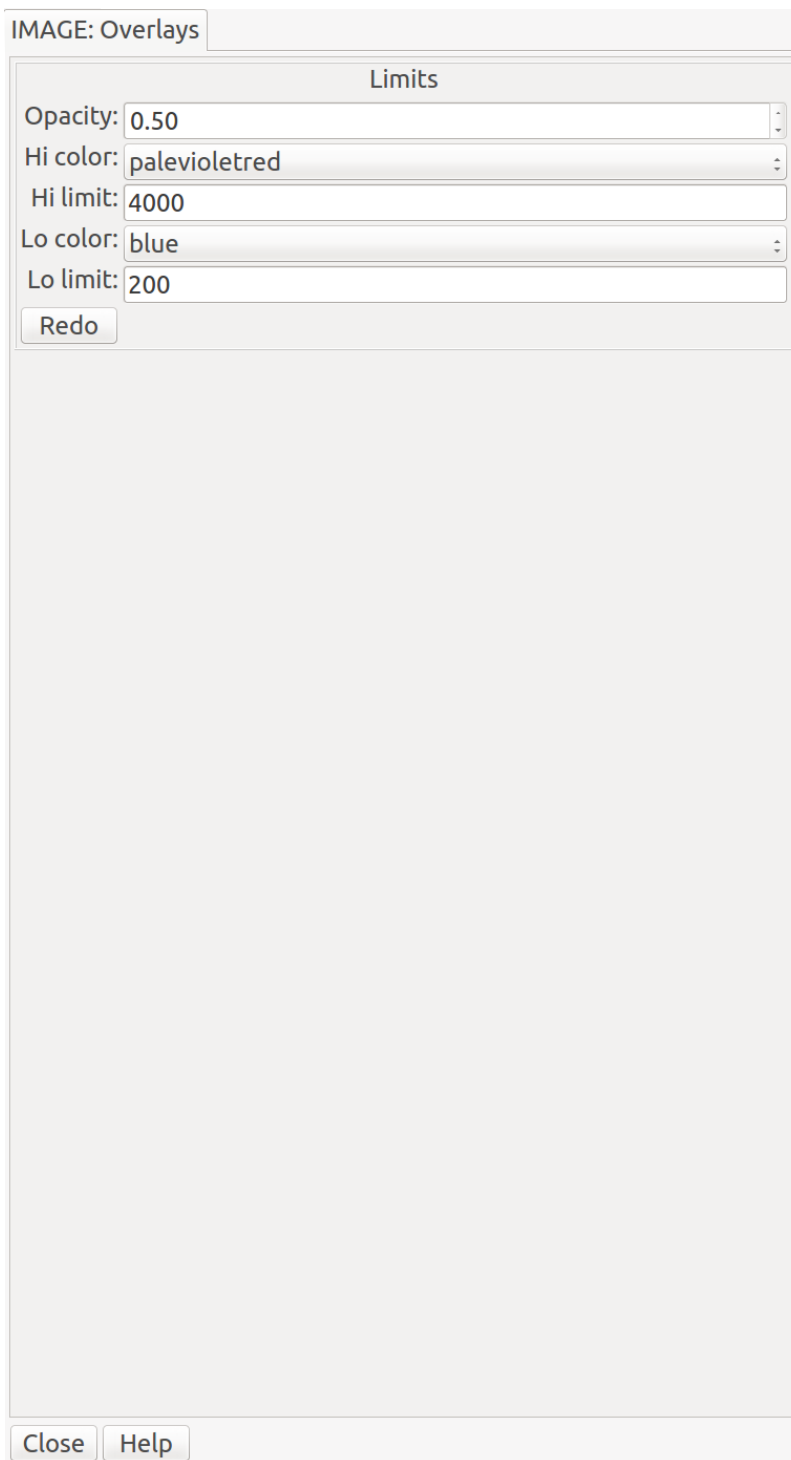 IMAGE: Overlays
Limits
Opacity: 0.50
Hi color: palevioletred
Hi limit: 4000
Lo color: blue
Lo limit: 200
Redo
Close Help